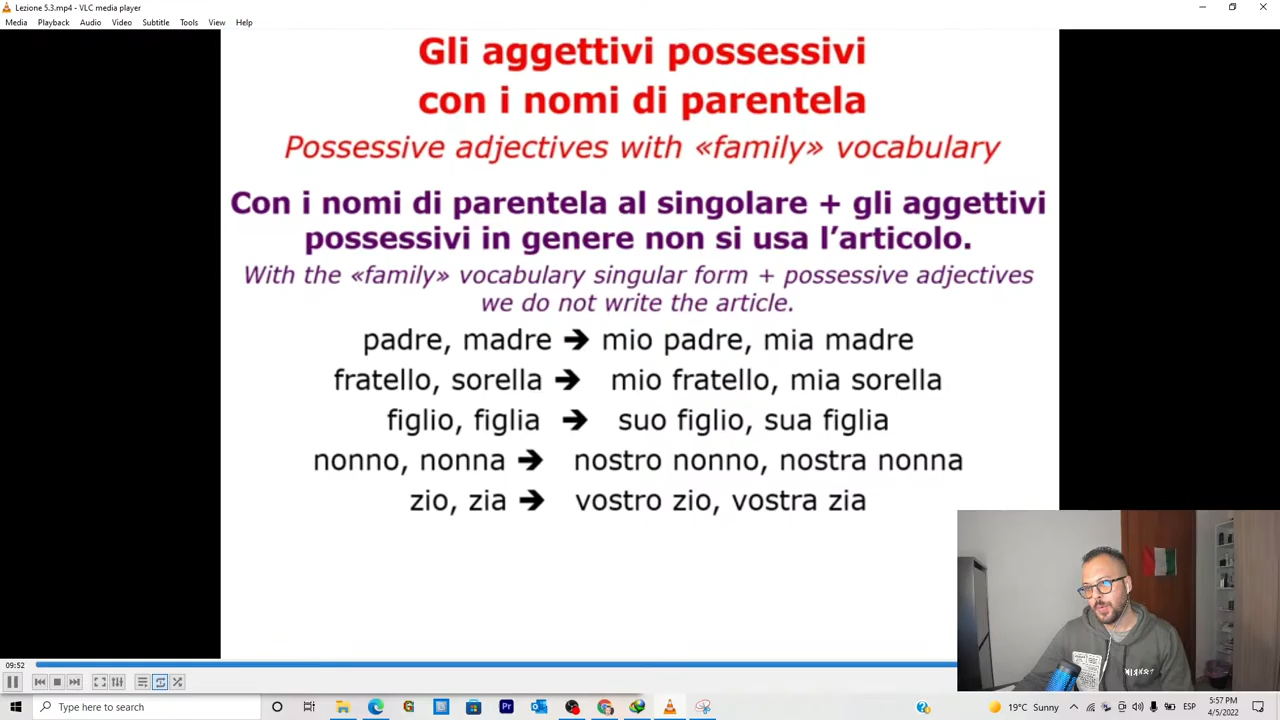 Lezione 5.3.mp4 - VLC media player
Media Playback Audio Video Subtitle Tools View Help
Gli aggettivi possessivi
con i nomi di parentela
Possessive adjectives with «family» vocabulary
Con i nomi di parentela al singolare + gli aggettivi
possessivi in genere non si usa l’articolo.
With the «family» vocabulary singular form + possessive adjectives
we do not write the article.
padre, madre ➔ mio padre, mia madre
fratello, sorella ➔ mio fratello, mia sorella
figlio, figlia ➔ suo figlio, sua figlia
nonno, nonna ➔ nostro nonno, nostra nonna
zio, zia ➔ vostro zio, vostra zia
09:52
Type here to search
Pr
19°C Sunny
ESP
5:57 PM
4/5/2022